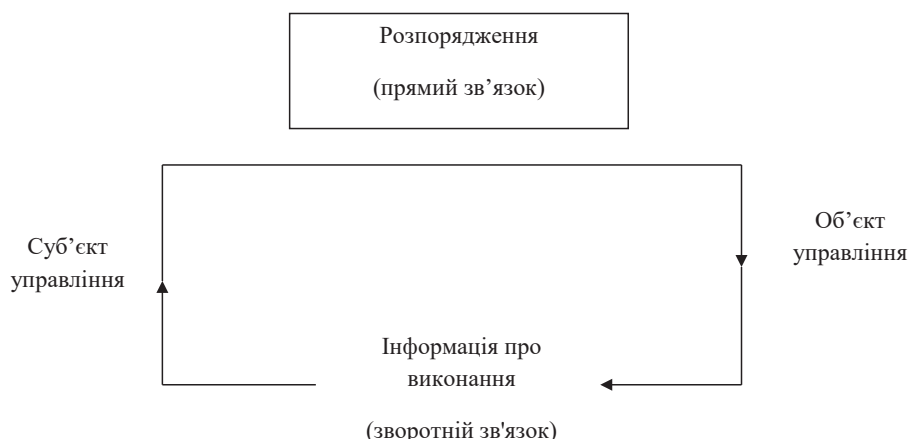 Розпорядження
(прямий зв’язок)
Суб’єкт
управління
Об’єкт
управління
Інформація про
виконання
(зворотній зв'язок)